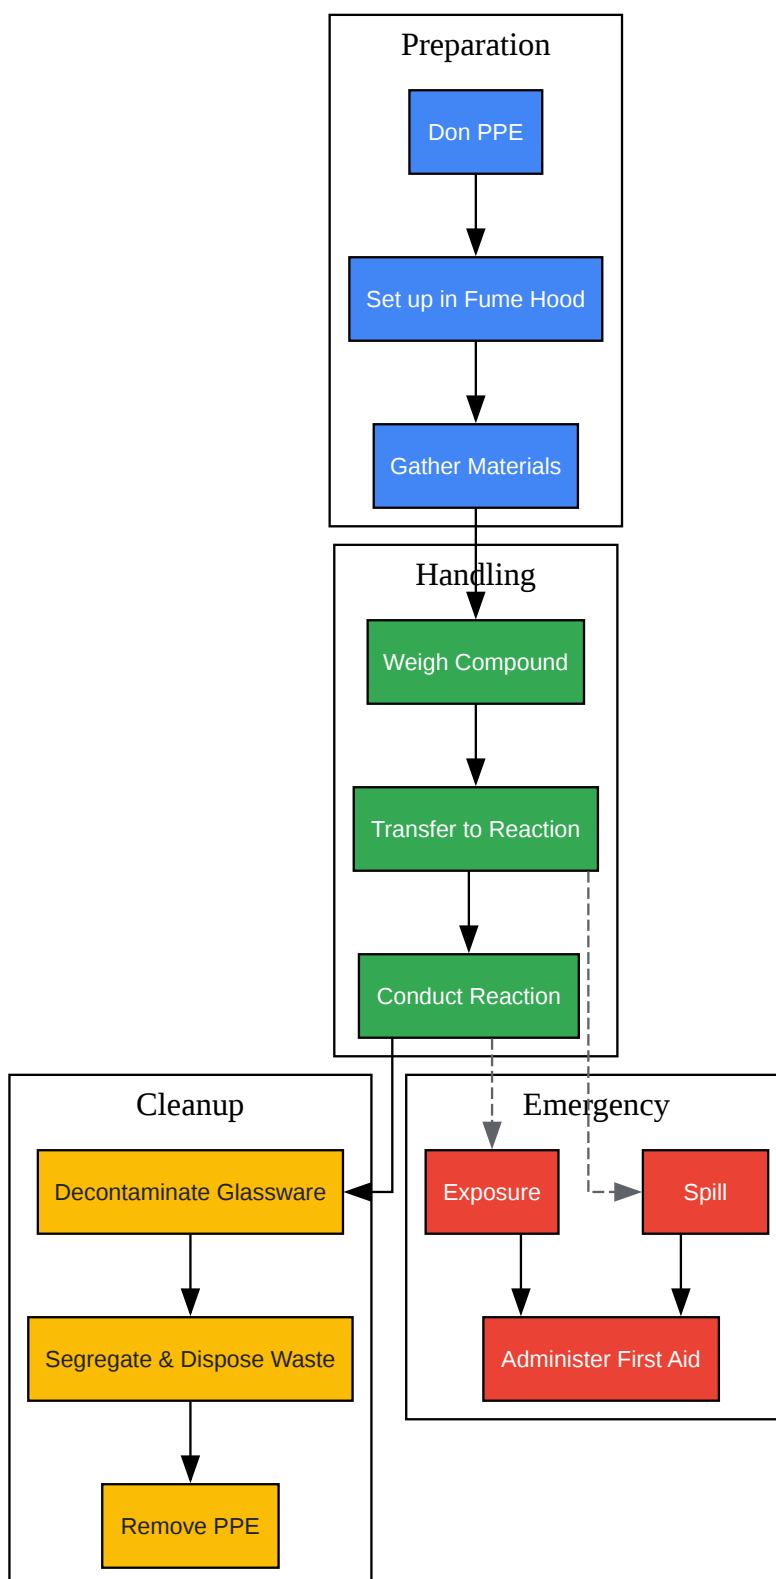 Preparation
Don PPE
Set up in Fume Hood
Gather Materials
Handling
Weigh Compound
Transfer to Reaction
Conduct Reaction
Cleanup
Decontaminate Glassware
Segregate & Dispose Waste
Remove PPE
Emergency
Exposure
Spill
Administer First Aid